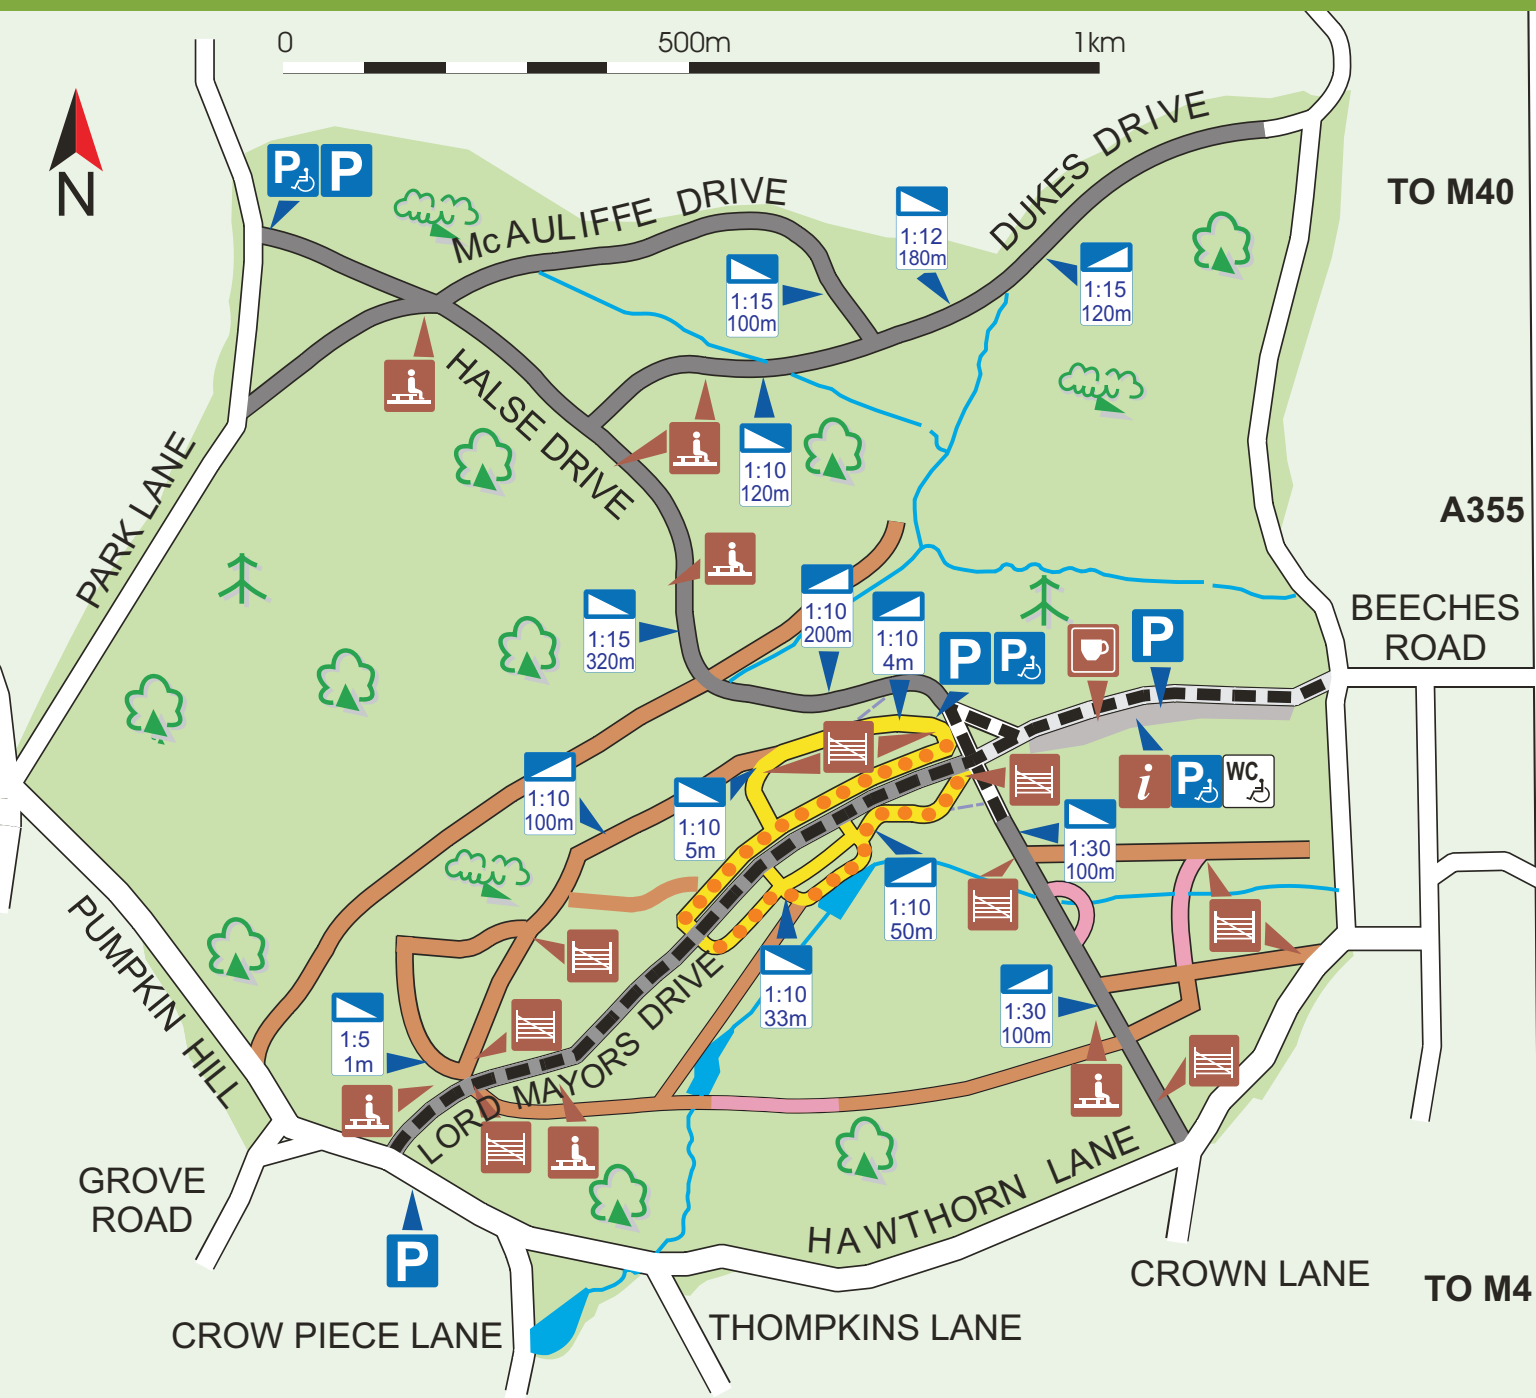 0 500m 1km
N
P P
McAULIFFE DRIVE
DUKES DRIVE
TO M40
1:12
180m
1:15
100m
1:15
120m
HALSE DRIVE
1:10
120m
PARK LANE
A355
1:15
320m
1:10
200m
1:10
4m
P P
P
BEECHES
ROAD
1:10
100m
1:10
5m
i P WC
1:30
100m
1:10
50m
PUMPKIN HILL
1:10
33m
1:5
1m
1:30
100m
LORD MAYORS DRIVE
GROVE
ROAD
P
HAWTHORN LANE
CROWN LANE
TO M4
CROW PIECE LANE
THOMPKINS LANE